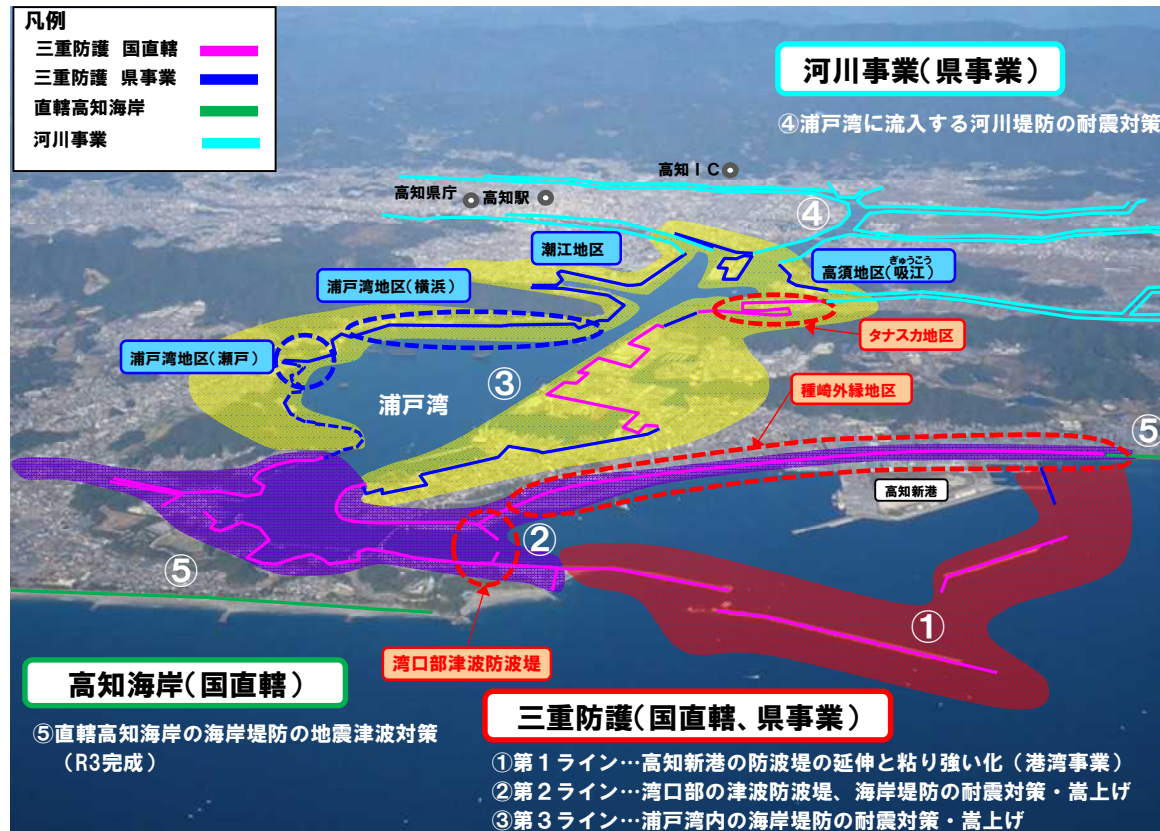 凡例
三重防護 国直轄
三重防護 県事業
直轄高知海岸
河川事業
河川事業(県事業)
④浦戸湾に流入する河川堤防の耐震対策
高知IC
高知県庁
高知駅
④
潮江地区
ぎゅうこう
高須地区(吸江)
浦戸湾地区(横浜)
タナスカ地区
浦戸湾地区(瀬戸)
③
種崎外縁地区
浦戸湾
⑤
高知新港
②
⑤
①
湾口部津波防波堤
高知海岸(国直轄)
⑤直轄高知海岸の海岸堤防の地震津波対策
(R3完成)
三重防護(国直轄、県事業)
①第1ライン…高知新港の防波堤の延伸と粘り強い化(港湾事業)
②第2ライン…湾口部の津波防波堤、海岸堤防の耐震対策・嵩上げ
③第3ライン…浦戸湾内の海岸堤防の耐震対策・嵩上げ